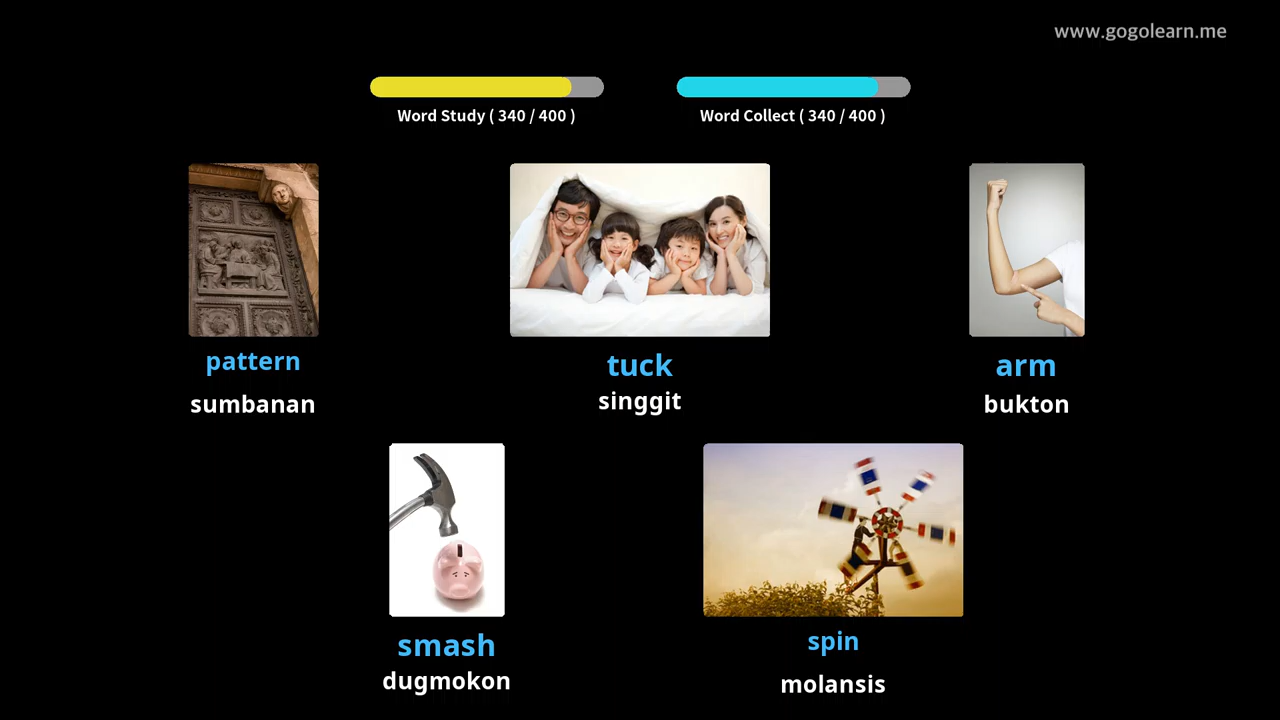 www.gogolearn.me
Word Study ( 340 / 400 )
Word Collect ( 340 / 400 )
pattern
sumbanan
tuck
singgit
arm
bukton
smash
dugmokon
spin
molansis